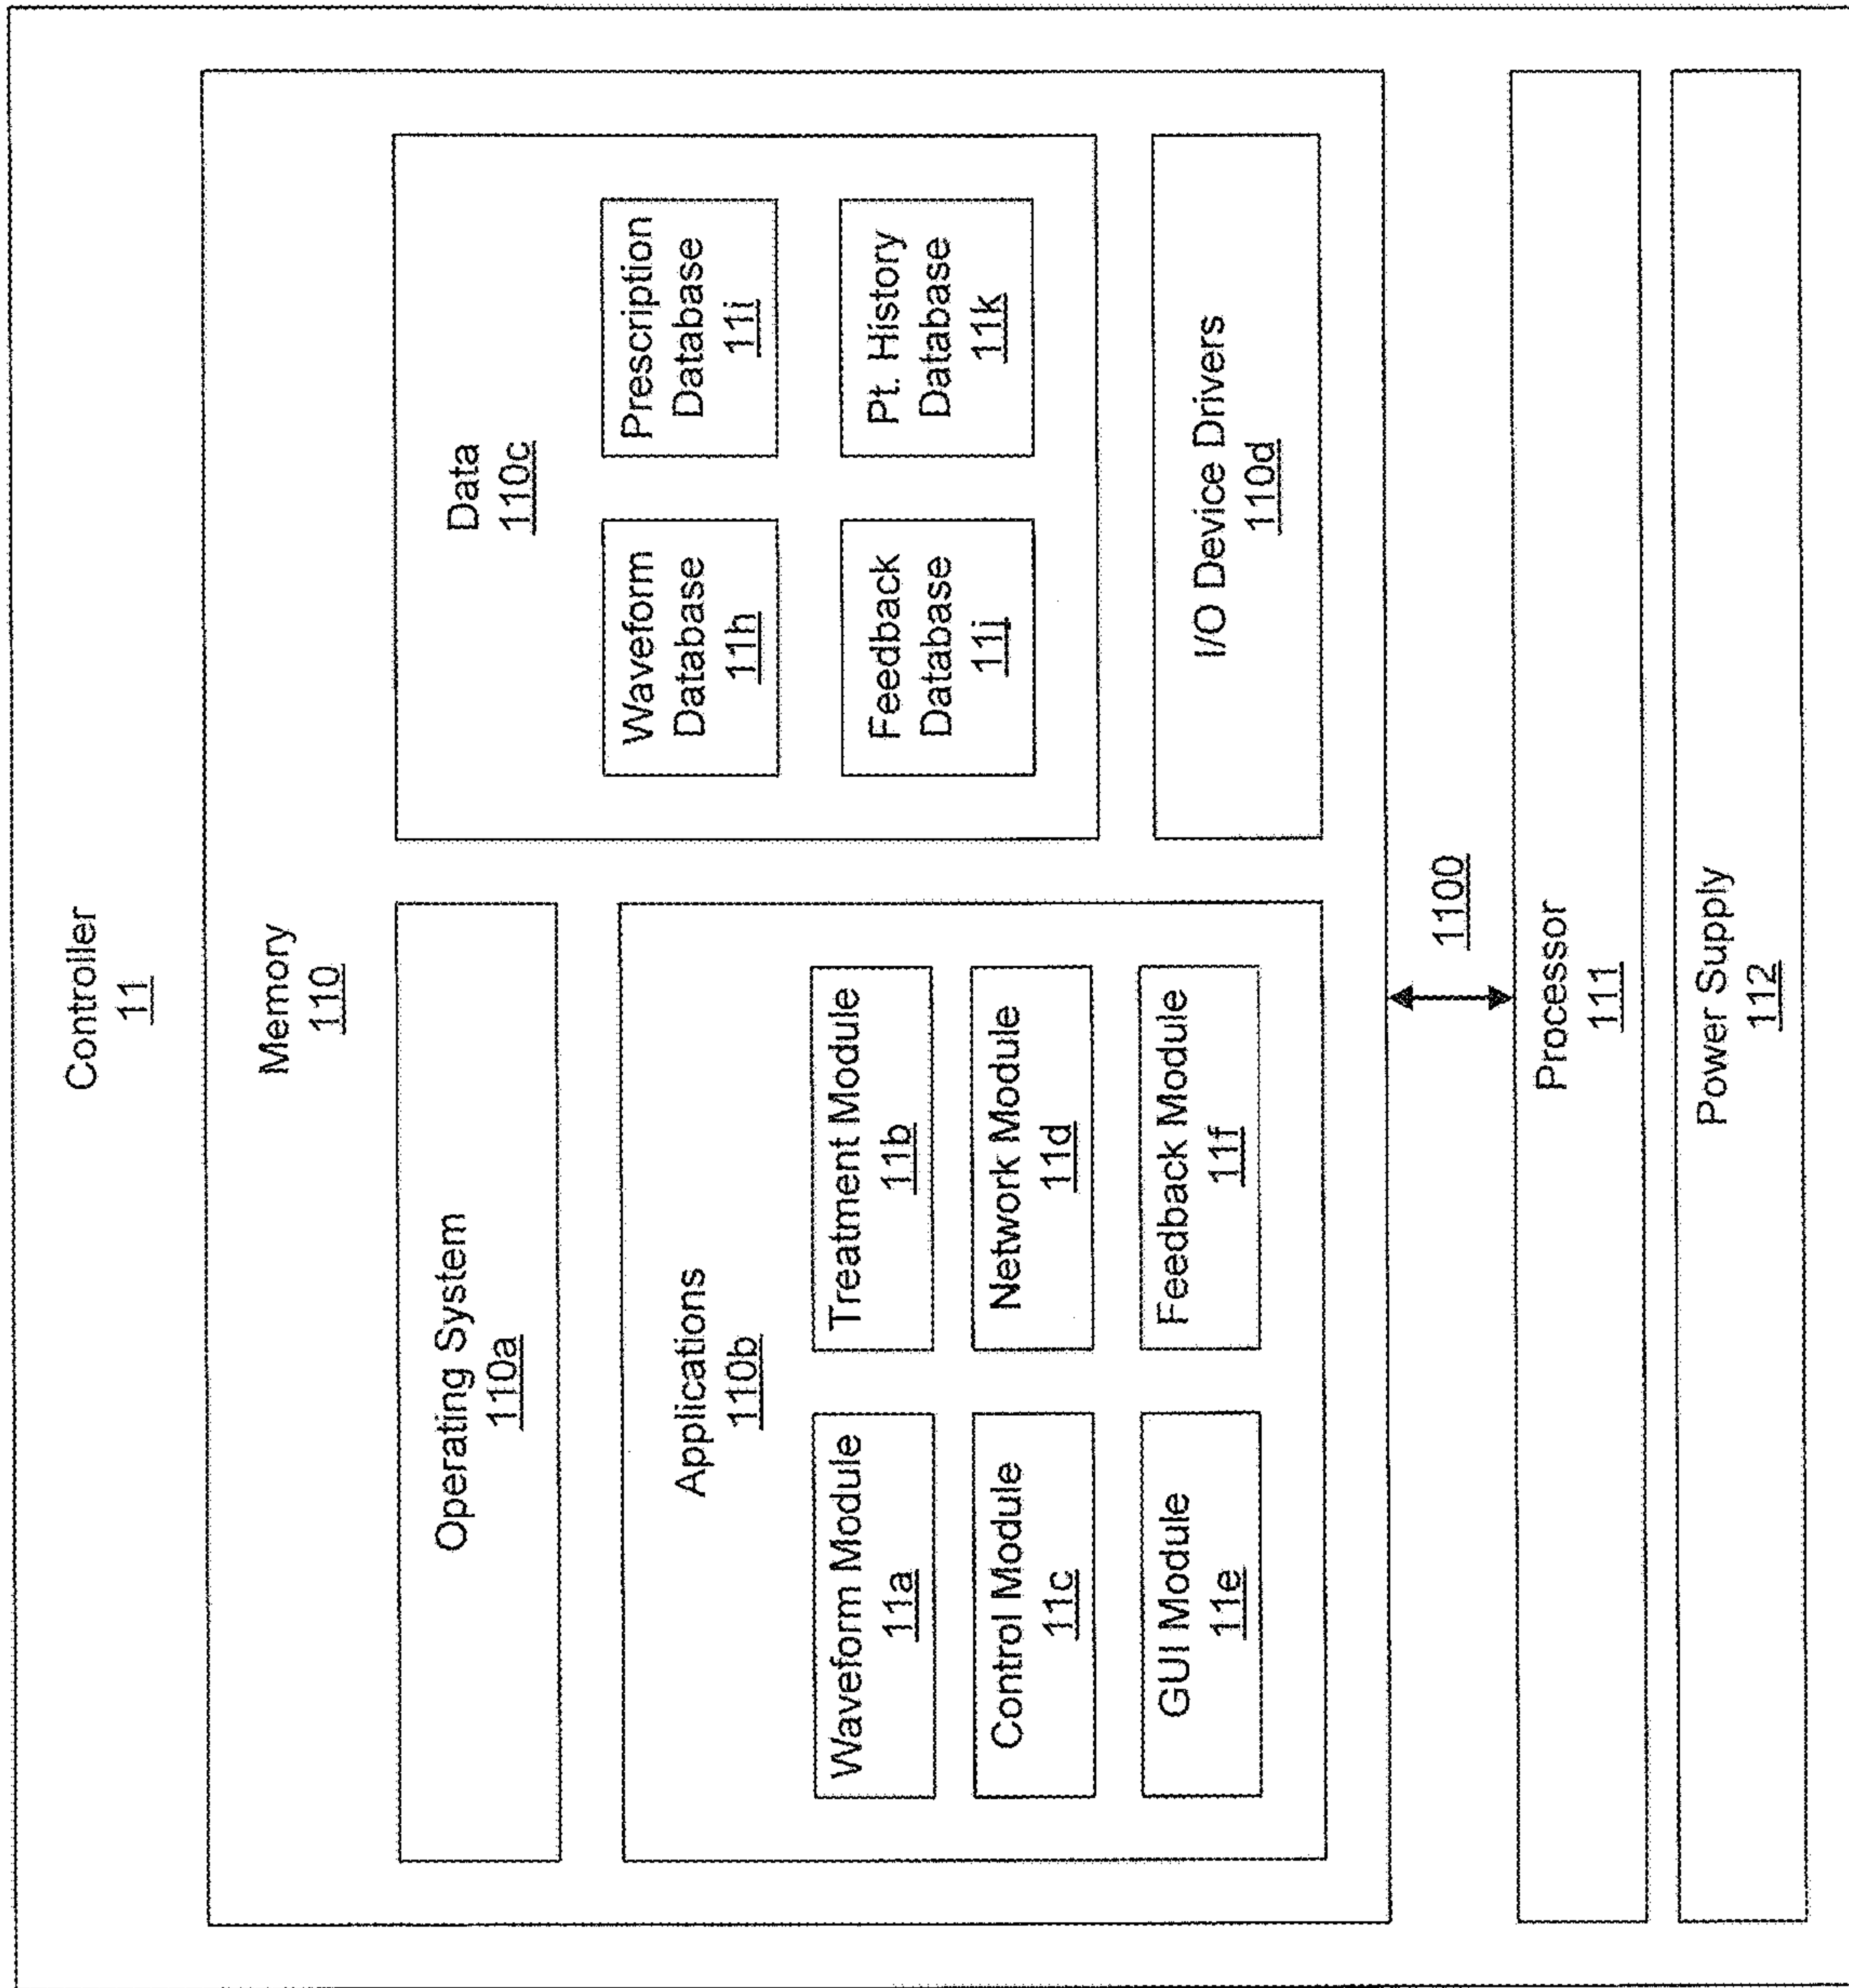 Controller
11
Memory
110
Operating System
110a
Applications
110b
Waveform Module
11a
Treatment Module
11b
Control Module
11c
Network Module
11d
GUI Module
11e
Feedback Module
11f
Data
110c
Waveform
Database
11h
Prescription
Database
11i
Feedback
Database
11j
Pt. History
Database
11k
I/O Device Drivers
110d
1100
Processor
111
Power Supply
112